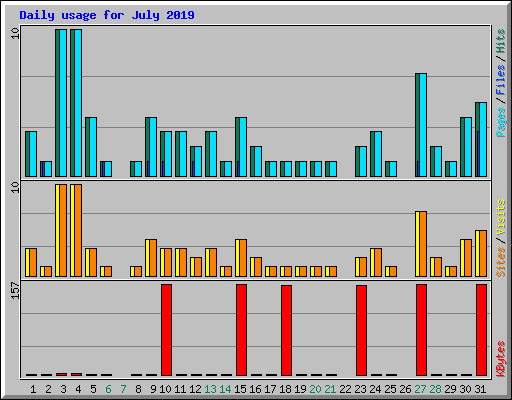 Daily usage for July 2019
10
Pages / Files / Hits
10
Sites / Visits
157
KBytes
1 2 3 4 5 6 7 8 9 10 11 12 13 14 15 16 17 18 19 20 21 22 23 24 25 26 27 28 29 30 31